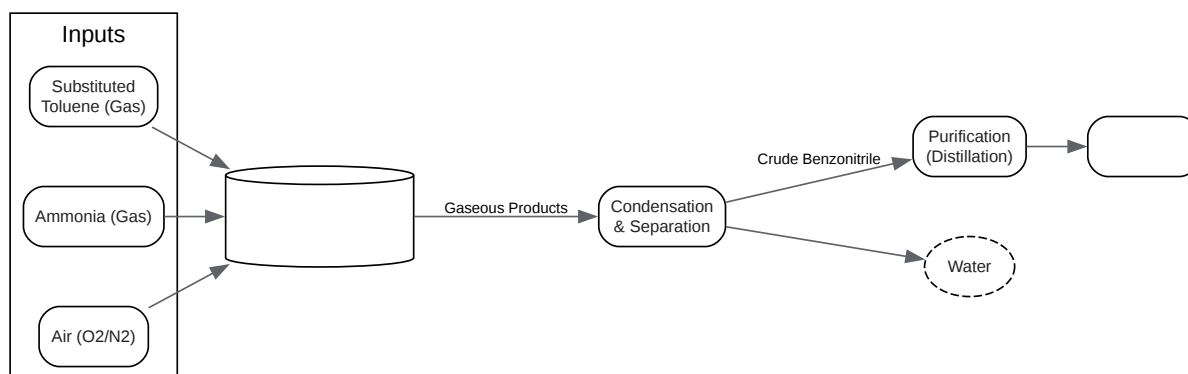 Inputs
Substituted
Toluene (Gas)
Ammonia (Gas)
Air (O2/N2)
Gaseous Products
Condensation
& Separation
Crude Benzonitrile
Purification
(Distillation)
Water